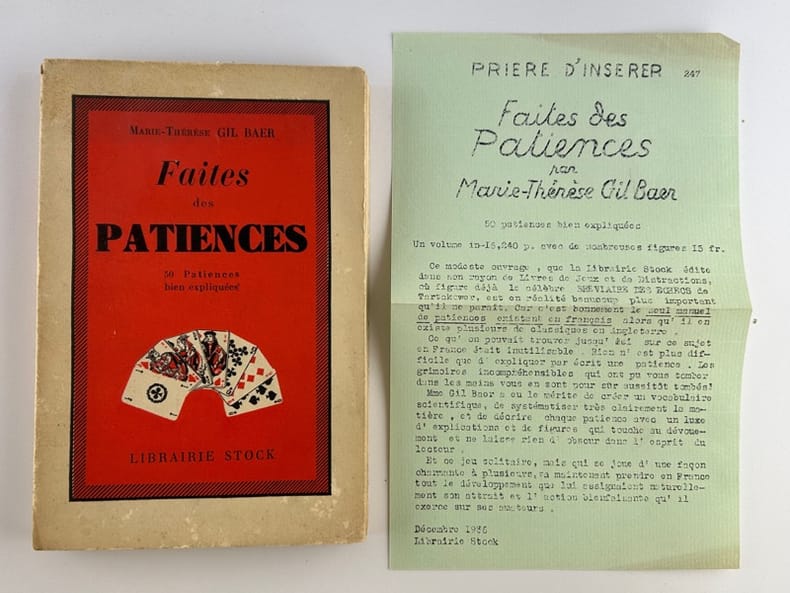 MARIE-THÉRÈSE GIL BAER
Faites
des
PATIENCES
50 Patiences
bien expliquées
LIBRAIRIE STOCK
PRIERE D'INSERER 247
Faites des
Patiences
par
Marie-Thérèse Gil Baer
50 patiences bien expliquées
Un volume in-16,240 p. avec de nombreuses figures 15 fr.
Ce modeste ouvrage , que la Librairie Stock édite
dans son rayon de Livres de Jeux et de Distractions,
où figure déjà le célèbre BREVIAIRE DES ECHECS de
Tartakower, est en réalité beaucoup plus important
qu'il ne paraît. Car c'est bonnement le seul manuel
de patiences existant en français alors qu' il en
existe plusieurs de classiques en Angleterre .
Ce qu' on pouvait trouver jusqu' ici sur ce sujet
en France était inutilisable . Rien n' est plus dif-
ficile que d' expliquer par écrit une patience . Les
grimoires incompréhensibles qui ont pu vous tomber
dans les mains vous en sont pour sûr aussitôt tombés!
Mme Gil Baer a eu le mérite de créer un vocabulaire
scientifique, de systématiser très clairement la ma-
tière , et de décrire chaque patience avec un luxe
d' explications et de figures qui touche au dévoue-
ment et ne laisse rien d' obscur dans l' esprit du
lecteur .
Et ce jeu solitaire, mais qui se joue d' une façon
charmante à plusieurs, va maintenant prendre en France
tout le développement que lui assignaient naturelle-
ment son attrait et l' action bienfaisante qu' il
exerce sur ses amateurs .
Décembre 1936
Librairie Stock